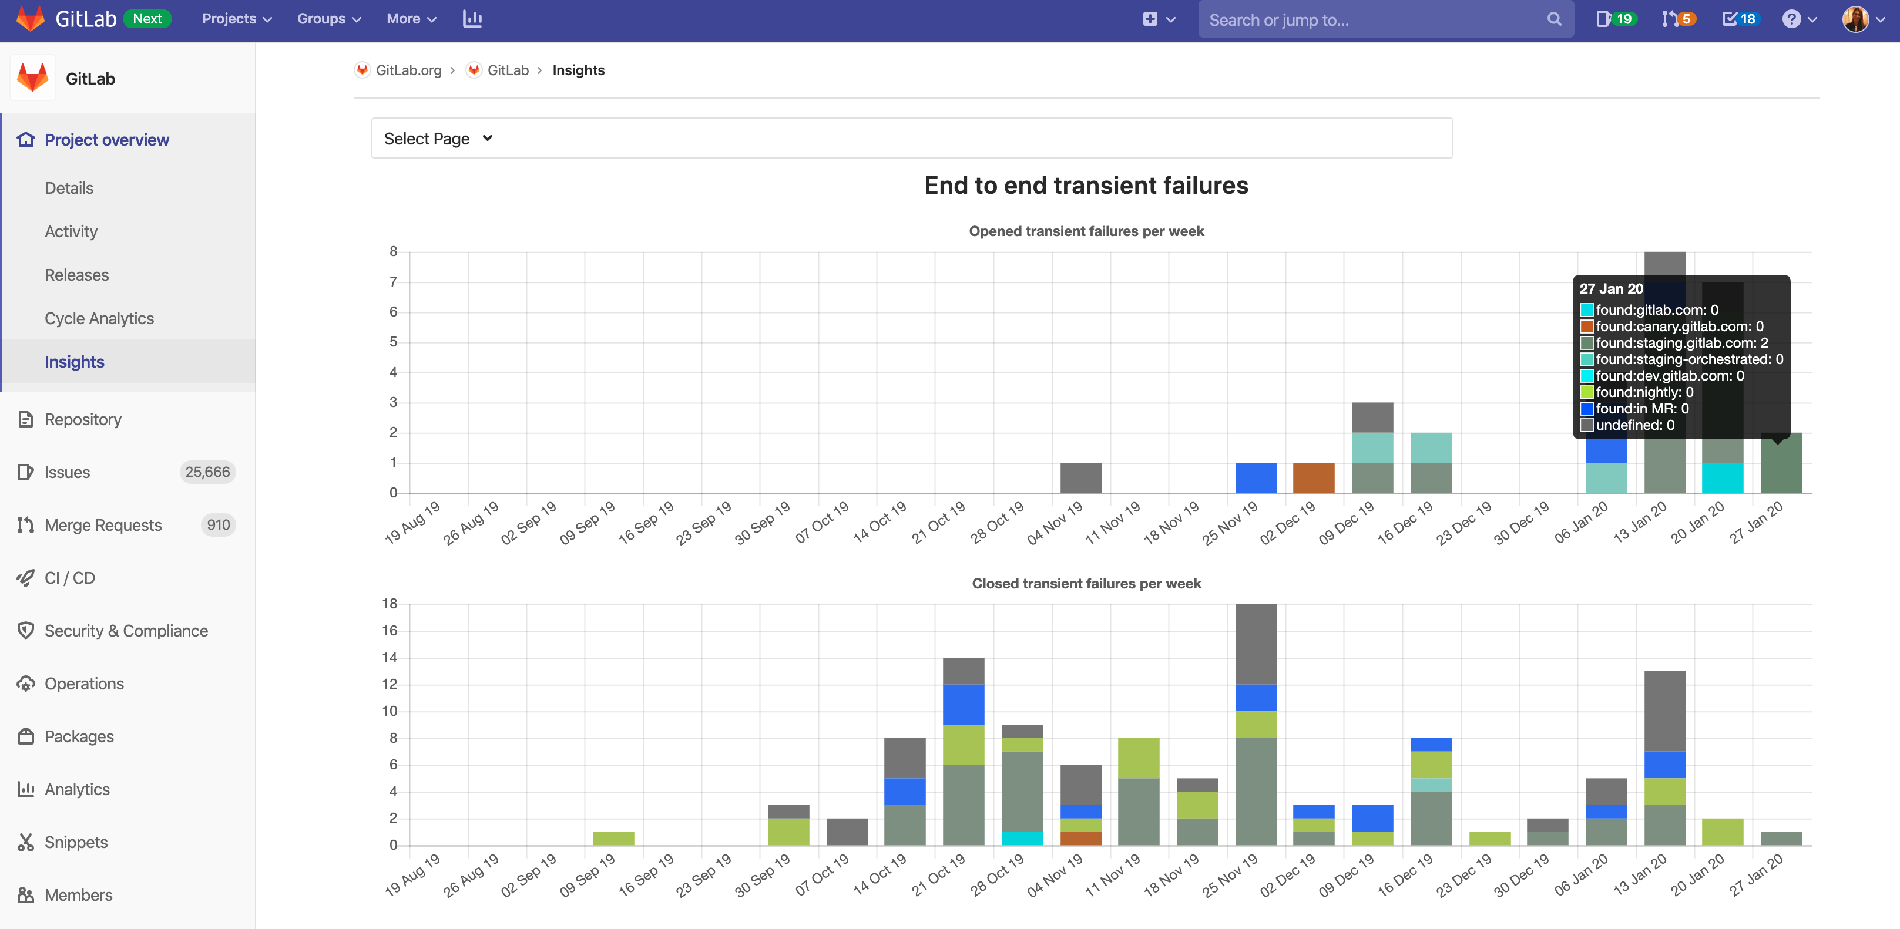 GitLab Next Projects Groups More Search or jump to... 19 5 18
GitLab
Project overview
Details
Activity
Releases
Cycle Analytics
Insights
Repository
Issues 25,666
Merge Requests 910
CI / CD
Security & Compliance
Operations
Packages
Analytics
Snippets
Members
GitLab.org › GitLab › Insights
Select Page
End to end transient failures
Opened transient failures per week
8
7
6
5
4
3
2
1
0
19 Aug 19 26 Aug 19 02 Sep 19 09 Sep 19 16 Sep 19 23 Sep 19 30 Sep 19 07 Oct 19 14 Oct 19 21 Oct 19 28 Oct 19 04 Nov 19 11 Nov 19 18 Nov 19 25 Nov 19 02 Dec 19 09 Dec 19 16 Dec 19 23 Dec 19 30 Dec 19 06 Jan 20 13 Jan 20 20 Jan 20 27 Jan 20
27 Jan 20
found:gitlab.com: 0
found:canary.gitlab.com: 0
found:staging.gitlab.com: 2
found:staging-orchestrated: 0
found:dev.gitlab.com: 0
found:nightly: 0
found:in MR: 0
undefined: 0
Closed transient failures per week
18
16
14
12
10
8
6
4
2
0
19 Aug 19 26 Aug 19 02 Sep 19 09 Sep 19 16 Sep 19 23 Sep 19 30 Sep 19 07 Oct 19 14 Oct 19 21 Oct 19 28 Oct 19 04 Nov 19 11 Nov 19 18 Nov 19 25 Nov 19 02 Dec 19 09 Dec 19 16 Dec 19 23 Dec 19 30 Dec 19 06 Jan 20 13 Jan 20 20 Jan 20 27 Jan 20